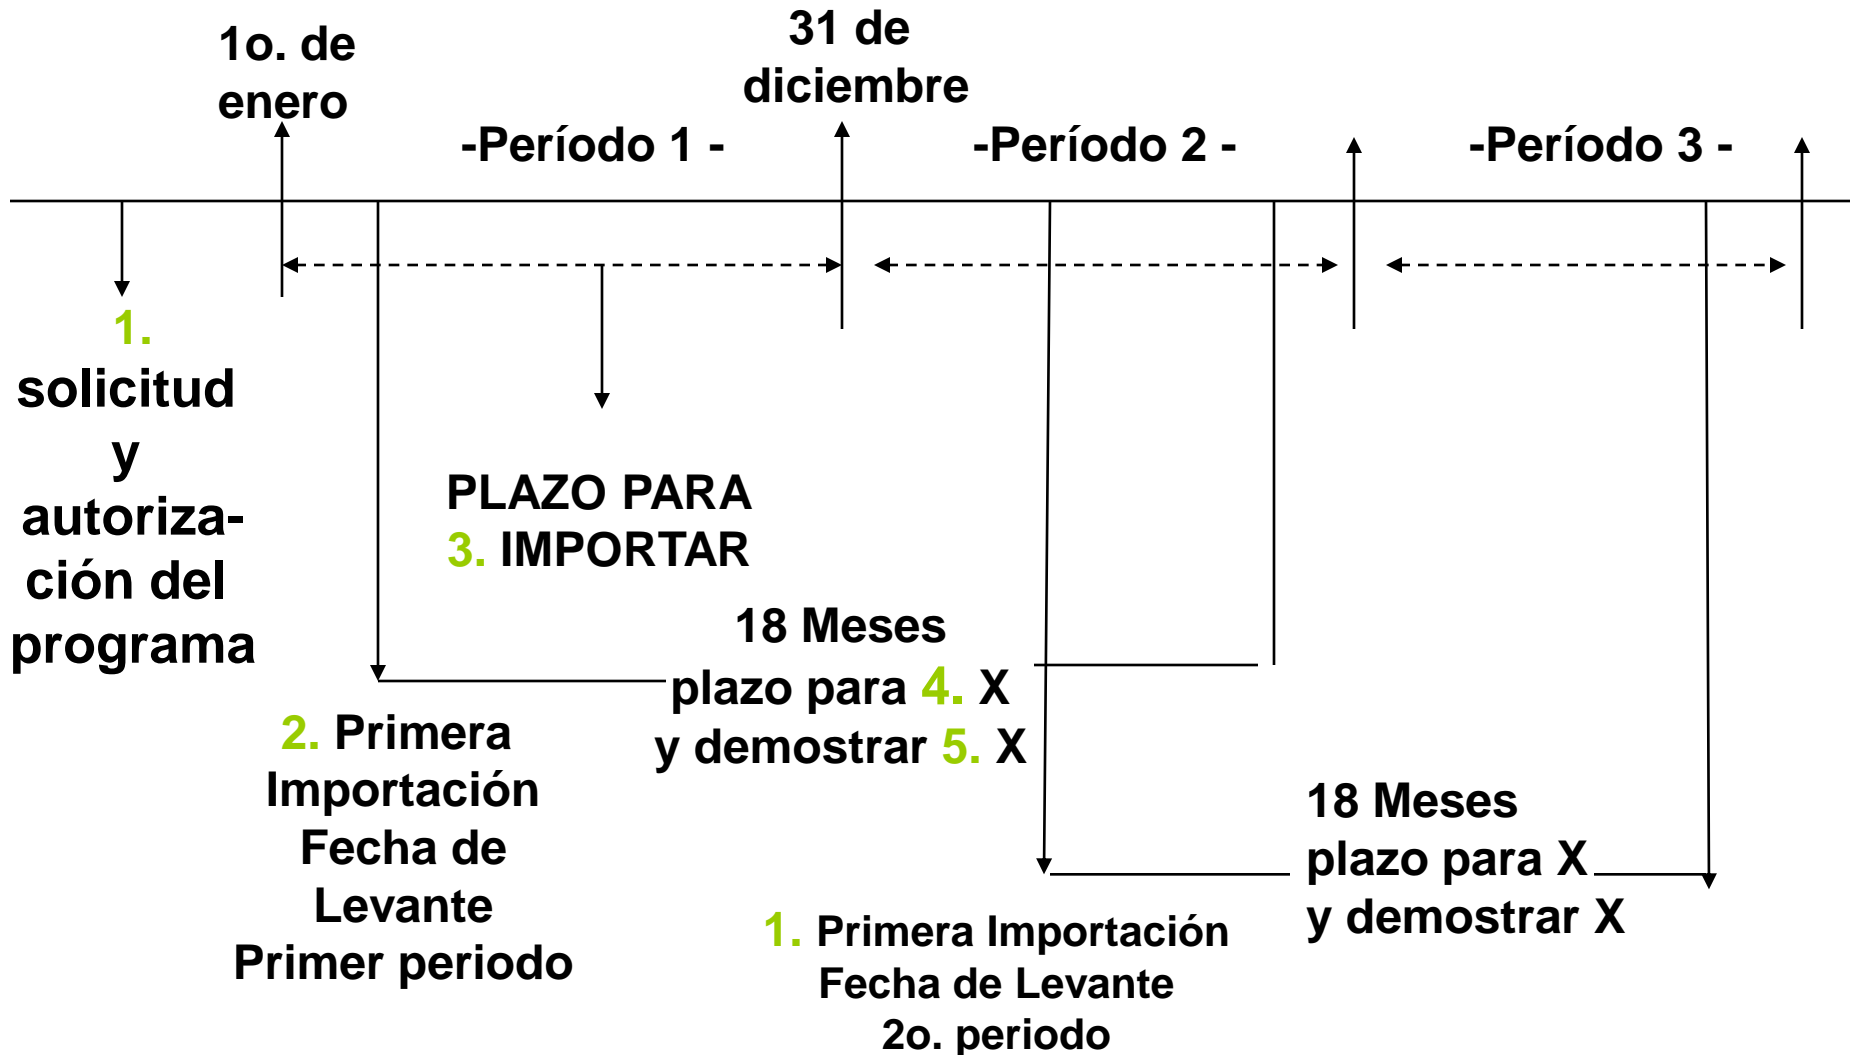 1o. de
enero
31 de
diciembre
-Período 1 -
-Período 2 -
-Período 3 -
1.
solicitud
y
autoriza-
ción del
programa
PLAZO PARA
3. IMPORTAR
18 Meses
plazo para 4. X
y demostrar 5. X
2. Primera
Importación
Fecha de
Levante
Primer periodo
18 Meses
plazo para X
y demostrar X
1. Primera Importación
Fecha de Levante
2o. periodo